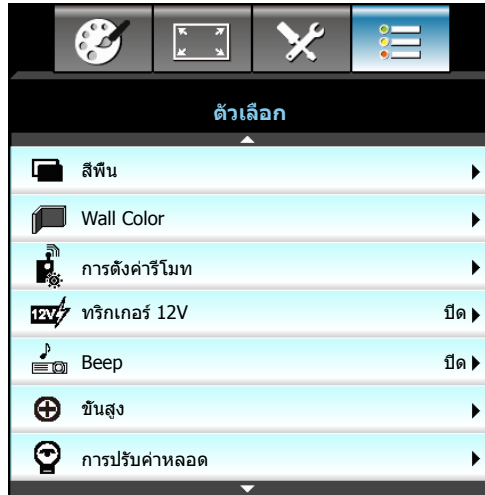 ตัวเลือก
สีพื้น
Wall Color
การตั้งค่ารีโมท
12V ทริกเกอร์ 12V ปิด
Beep ปิด
ขั้นสูง
การปรับค่าหลอด